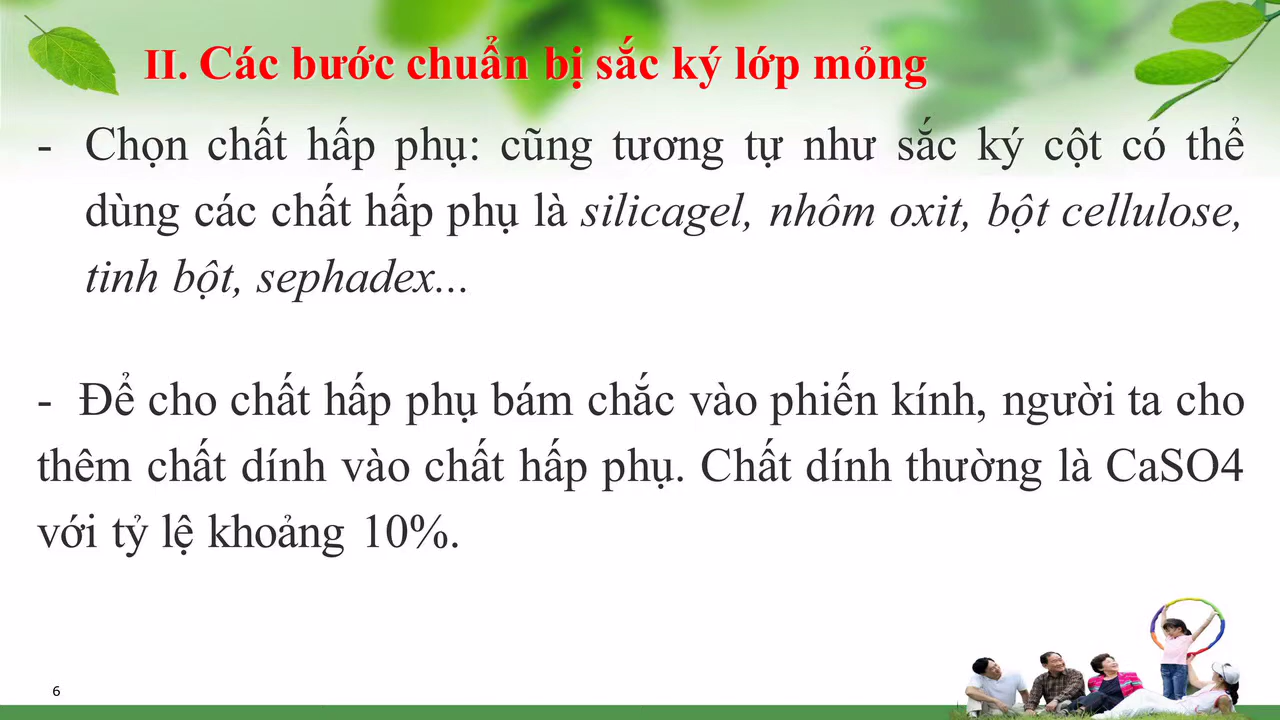 II. Các bước chuẩn bị sắc ký lớp mỏng
- Chọn chất hấp phụ: cũng tương tự như sắc ký cột có thể
dùng các chất hấp phụ là silicagel, nhôm oxit, bột cellulose,
tinh bột, sephadex...
- Để cho chất hấp phụ bám chắc vào phiến kính, người ta cho
thêm chất dính vào chất hấp phụ. Chất dính thường là CaSO4
với tỷ lệ khoảng 10%.
6